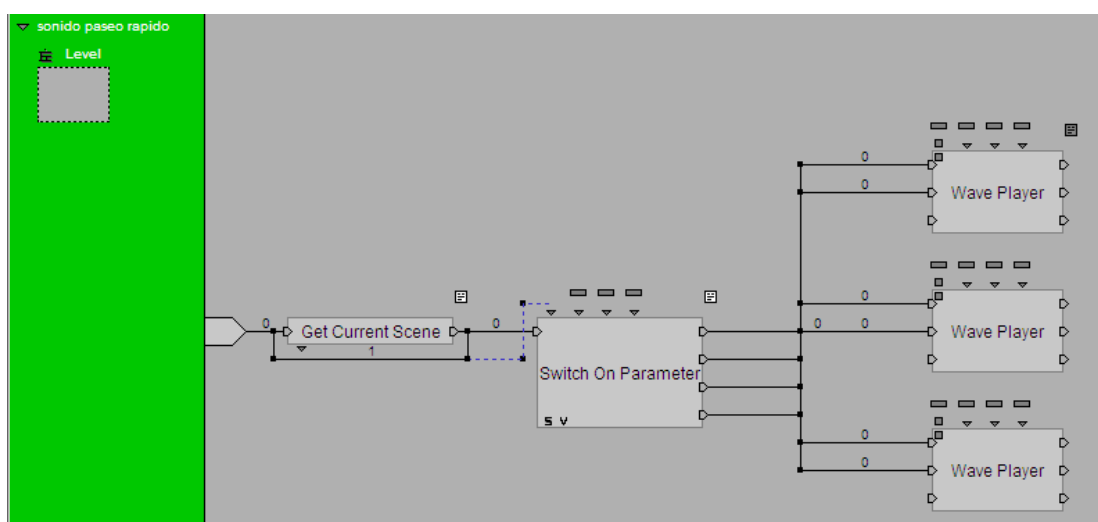 sonido paseo rapido
Level
0
0
Wave Player
0
Get Current Scene
1
0
Switch On Parameter
S V
0
0
0
Wave Player
0
0
Wave Player